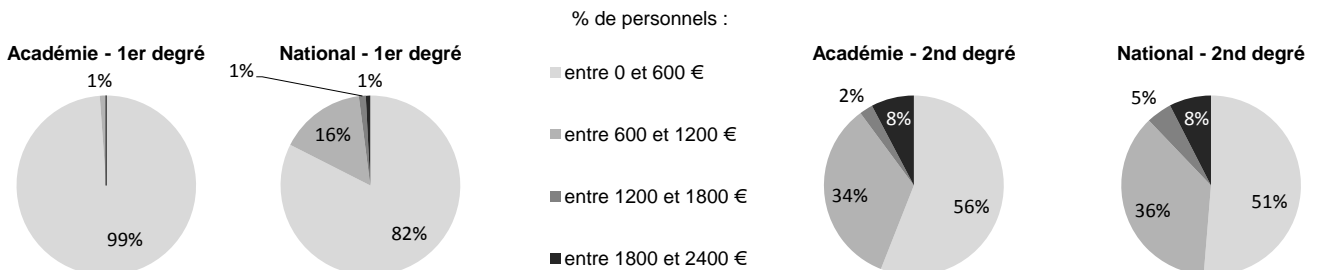 % de personnels :
Académie - 1er degré
1%
99%
National - 1er degré
1%
1%
16%
82%
entre 0 et 600 €
entre 600 et 1200 €
entre 1200 et 1800 €
entre 1800 et 2400 €
Académie - 2nd degré
2%
8%
34%
56%
National - 2nd degré
5%
8%
36%
51%